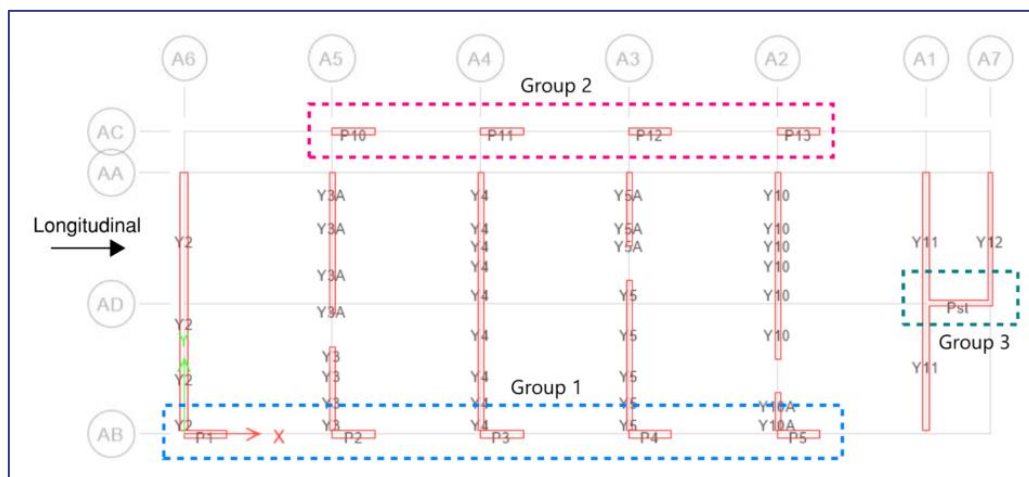 A6 A5 A4 A3 A2 A1 A7
Group 2
AC P10 P11 P12 P13
AA
Y3A Y4 Y5A Y10
Longitudinal
Y3A Y4 Y5A Y10
Y2 Y4 Y5A Y10 Y11 Y12
Y4 Y10
Y3A
Y4 Y5 Y10
AD Y3A Pst
Y2 Y4 Y5 Y10 Group 3
Y
Y3 Y11
Y2 Y3 Y4 Y5
Group 1
Y3 Y4 Y5 Y10A
Y2 Y3 Y4 Y5 Y10A
AB P1 X P2 P3 P4 P5